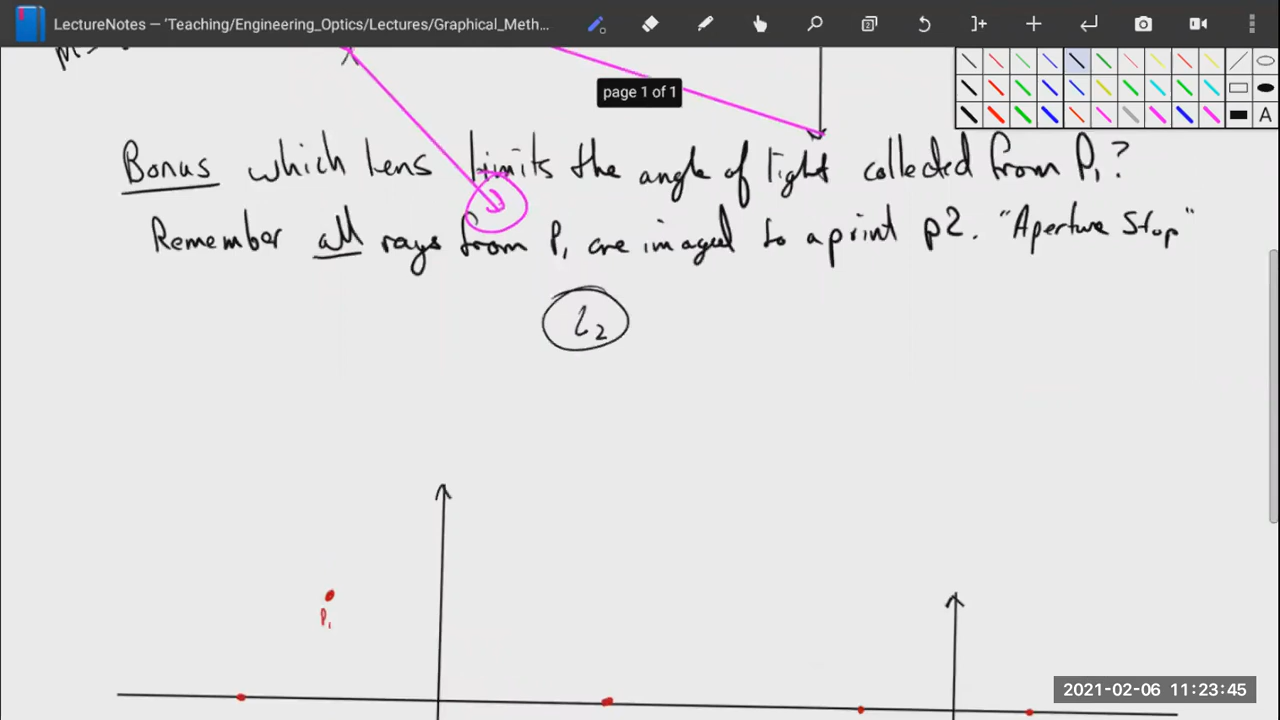 LectureNotes — 'Teaching/Engineering_Optics/Lectures/Graphical_Meth...
page 1 of 1
A
Bonus which Lens limits the angle of light collected from P₁?
Remember all rays from P₁ are imaged to a point p2. "Aperture Stop"
L₂
P₁
2021-02-06 11:23:45